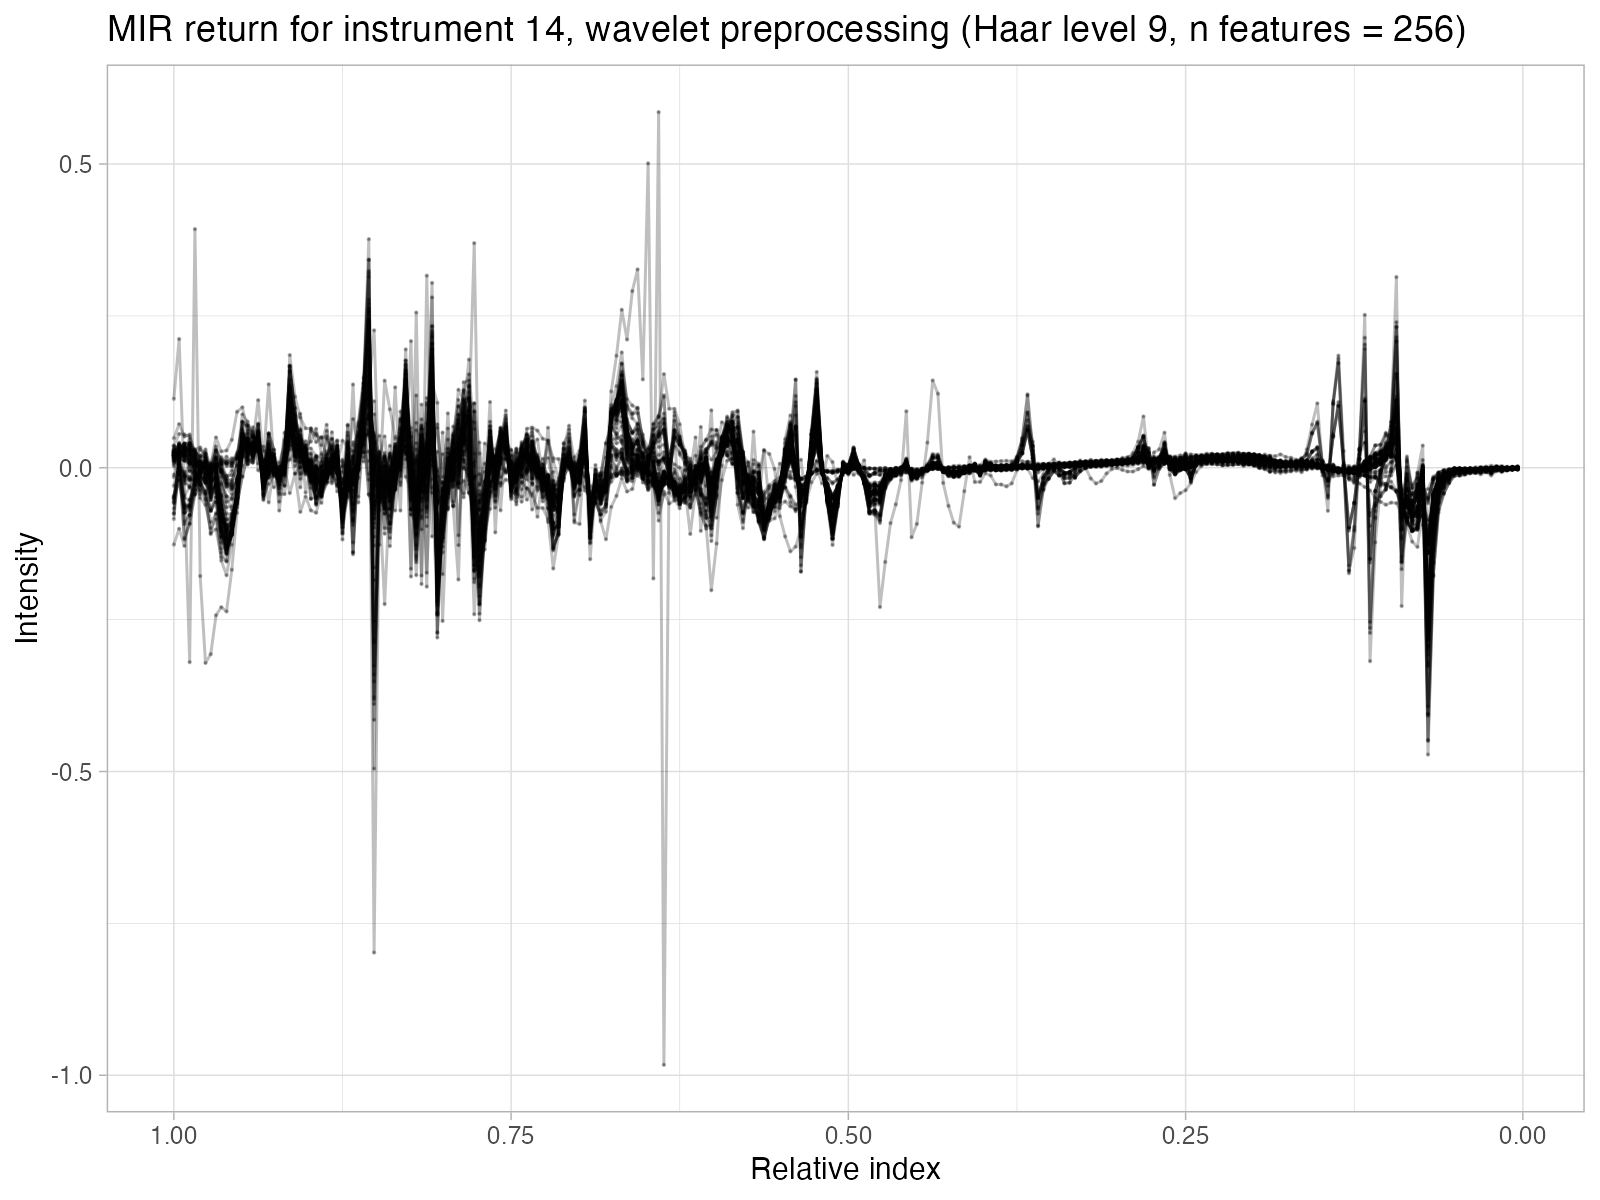 MIR return for instrument 14, wavelet preprocessing (Haar level 9, n features = 256)
Intensity
0.5
0.0
-0.5
-1.0
1.00 0.75 0.50 0.25 0.00
Relative index